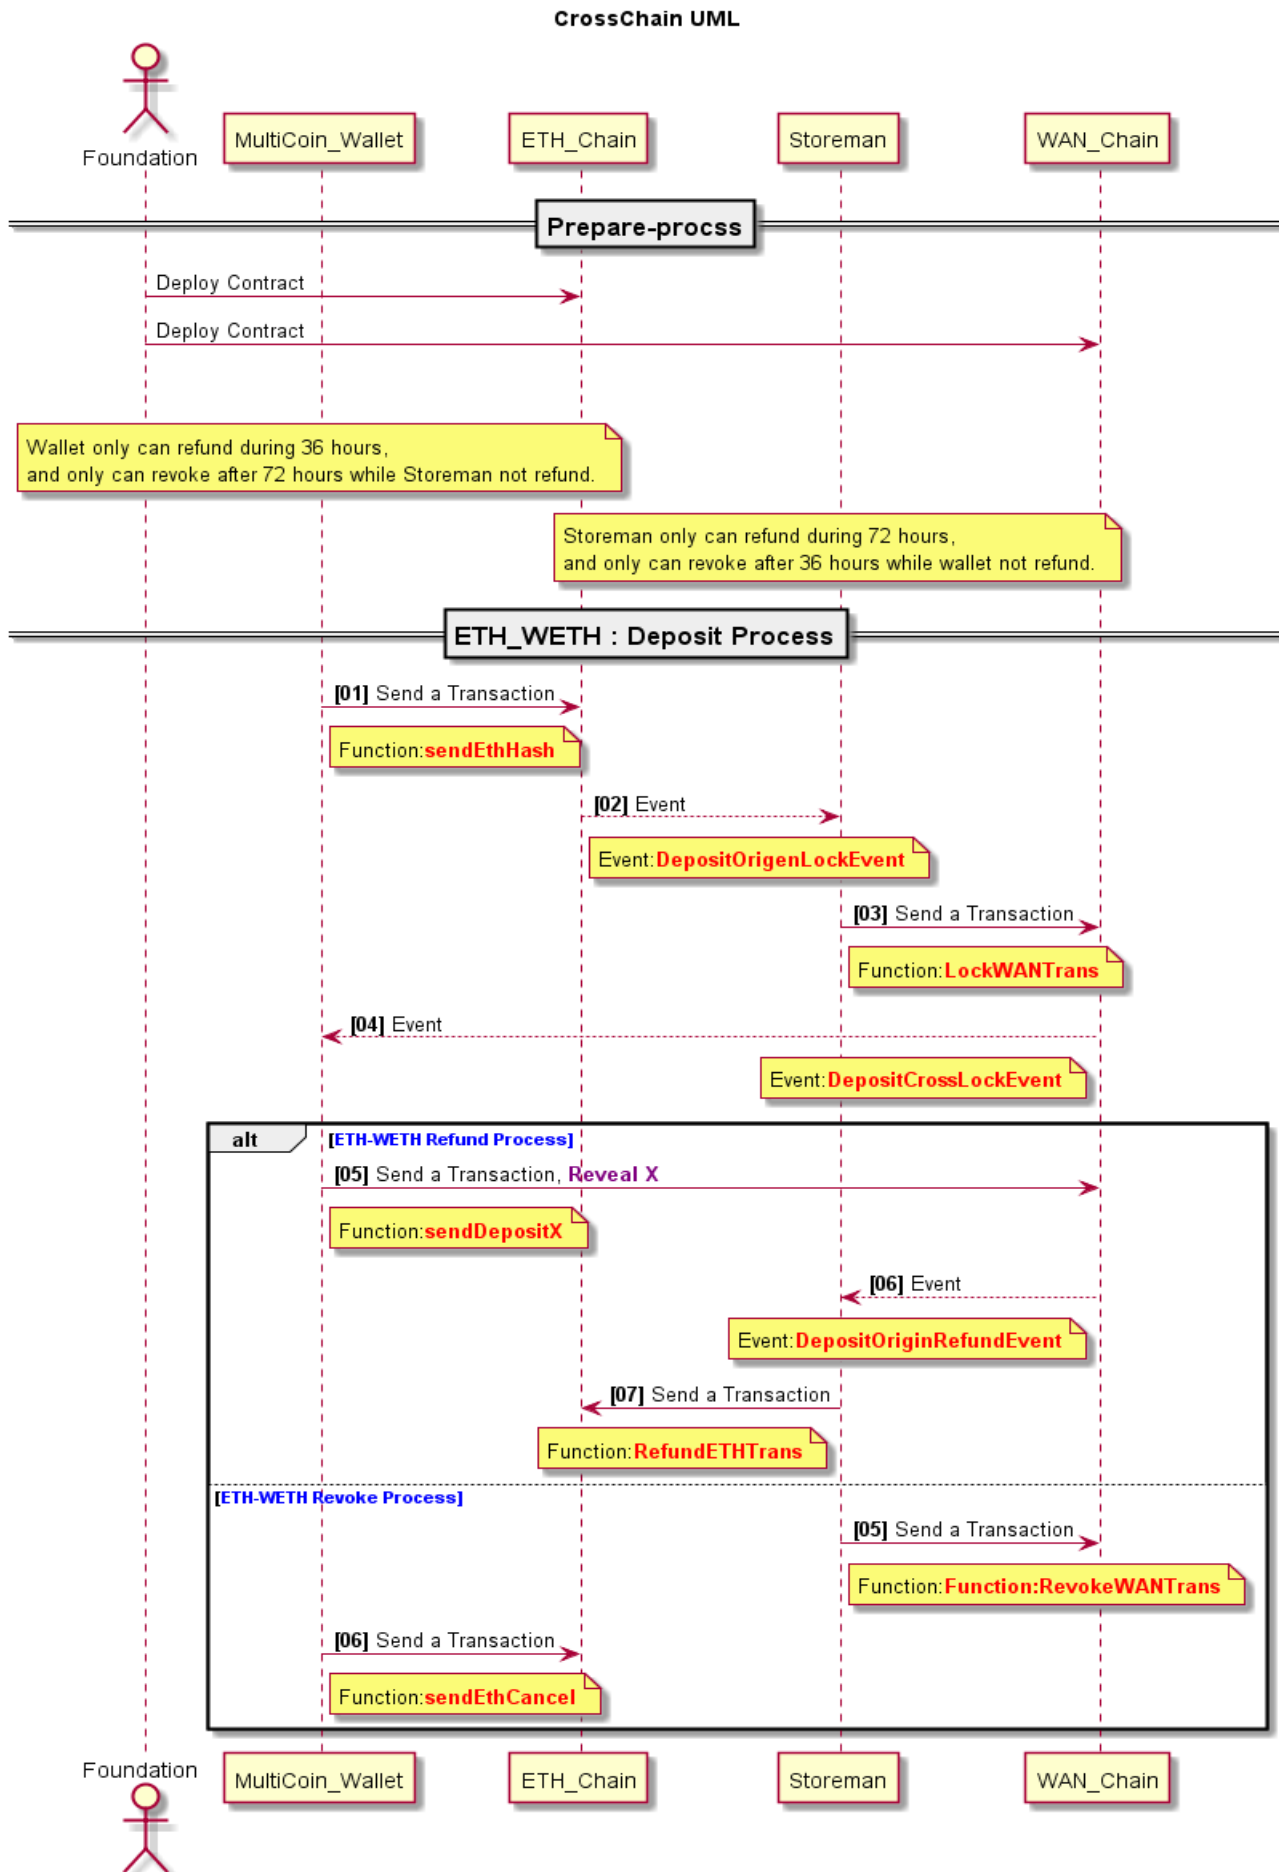 CrossChain UML
Foundation
MultiCoin_Wallet
ETH_Chain
Storeman
WAN_Chain
Prepare-procss
Deploy Contract
Deploy Contract
Wallet only can refund during 36 hours,
and only can revoke after 72 hours while Storeman not refund.
Storeman only can refund during 72 hours,
and only can revoke after 36 hours while wallet not refund.
ETH_WETH : Deposit Process
[01] Send a Transaction
Function:sendEthHash
[02] Event
Event:DepositOrigenLockEvent
[03] Send a Transaction
Function:LockWANTrans
[04] Event
Event:DepositCrossLockEvent
alt [ETH-WETH Refund Process]
[05] Send a Transaction, Reveal X
Function:sendDepositX
[06] Event
Event:DepositOriginRefundEvent
[07] Send a Transaction
Function:RefundETHTrans
[ETH-WETH Revoke Process]
[05] Send a Transaction
Function:Function:RevokeWANTrans
[06] Send a Transaction
Function:sendEthCancel
Foundation
MultiCoin_Wallet
ETH_Chain
Storeman
WAN_Chain